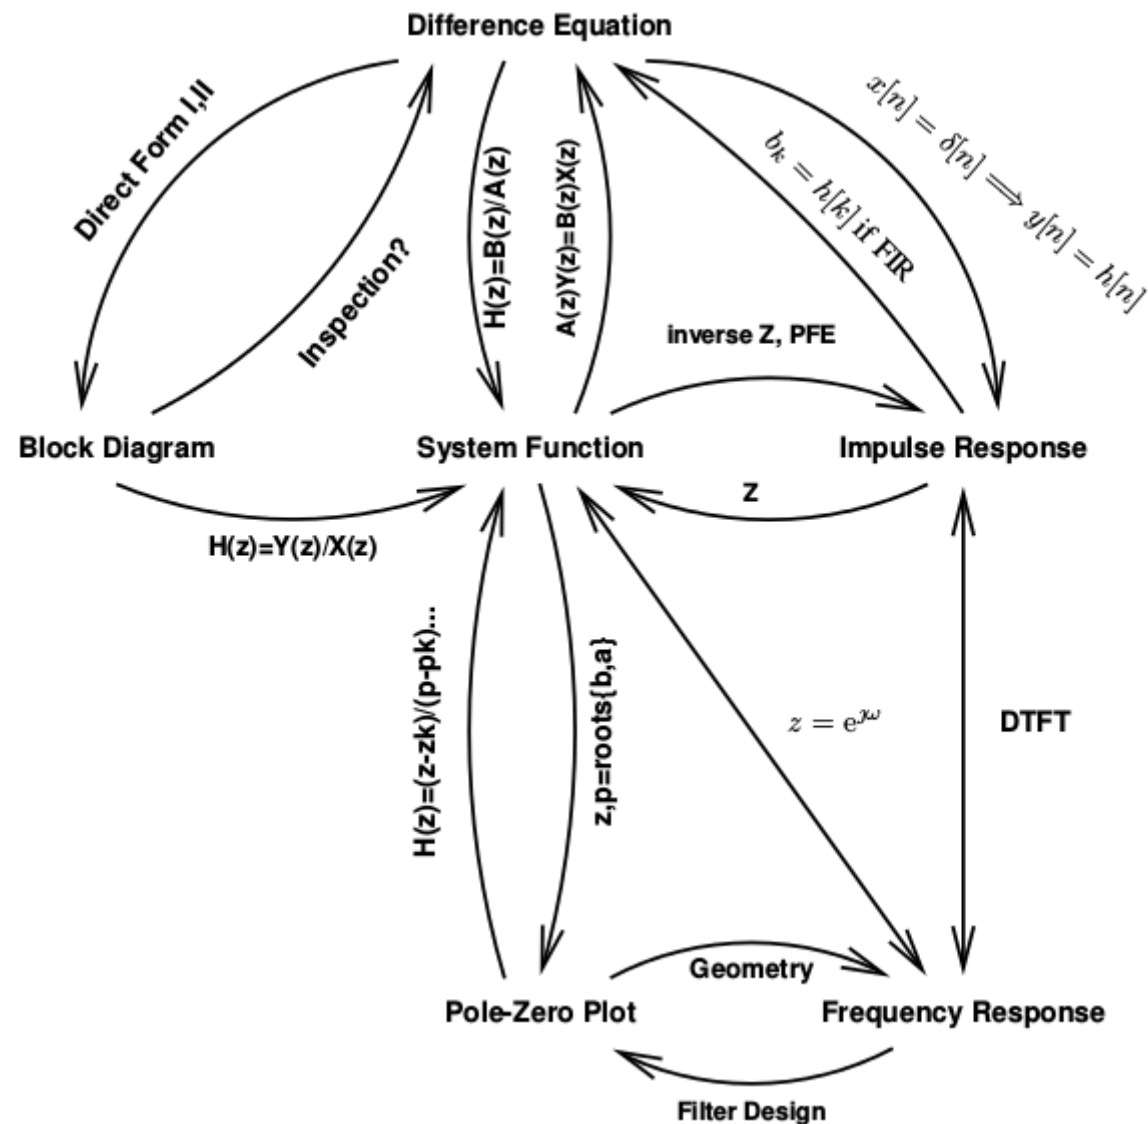 Difference Equation
Direct Form I,II
Inspection?
H(z)=B(z)/A(z)
A(z)Y(z)=B(z)X(z)
b_k = h[k] if FIR
x[n] = δ[n] ⟹ y[n] = h[n]
inverse Z, PFE
Block Diagram
System Function
Impulse Response
Z
H(z)=Y(z)/X(z)
H(z)=(z-zk)/(p-pk)...
z,p=roots{b,a}
z = e^{jω}
DTFT
Geometry
Pole-Zero Plot
Frequency Response
Filter Design